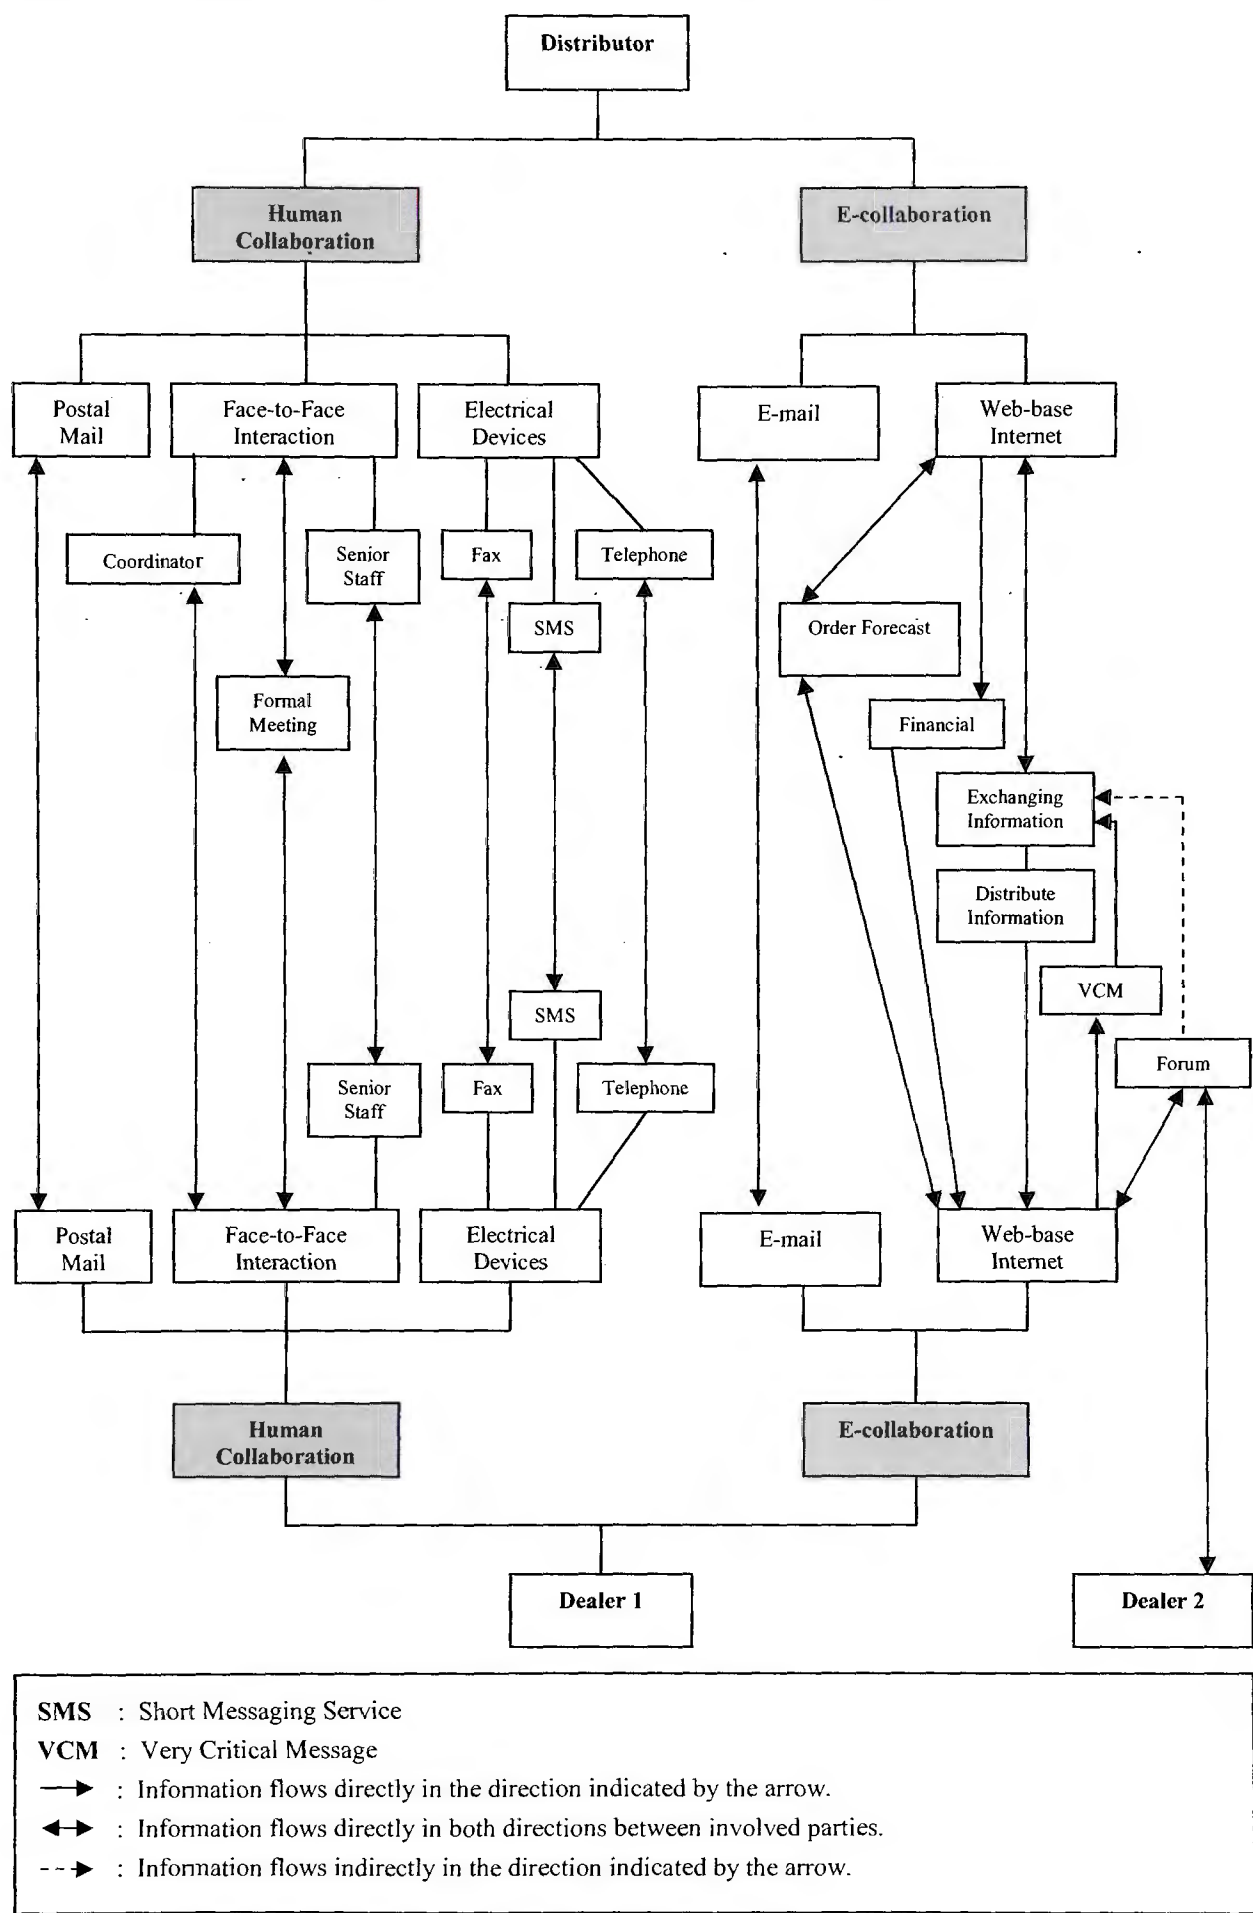 Distributor
Human
Collaboration
E-collaboration
Postal
Mail
Face-to-Face
Interaction
Electrical
Devices
E-mail
Web-base
Internet
Coordinator
Senior
Staff
Fax
Telephone
SMS
Order Forecast
Formal
Meeting
Financial
Exchanging
Information
Distribute
Information
VCM
SMS
Forum
Senior
Staff
Fax
Telephone
Postal
Mail
Face-to-Face
Interaction
Electrical
Devices
E-mail
Web-base
Internet
Human
Collaboration
E-collaboration
Dealer 1
Dealer 2
SMS : Short Messaging Service
VCM : Very Critical Message
: Information flows directly in the direction indicated by the arrow.
: Information flows directly in both directions between involved parties.
: Information flows indirectly in the direction indicated by the arrow.